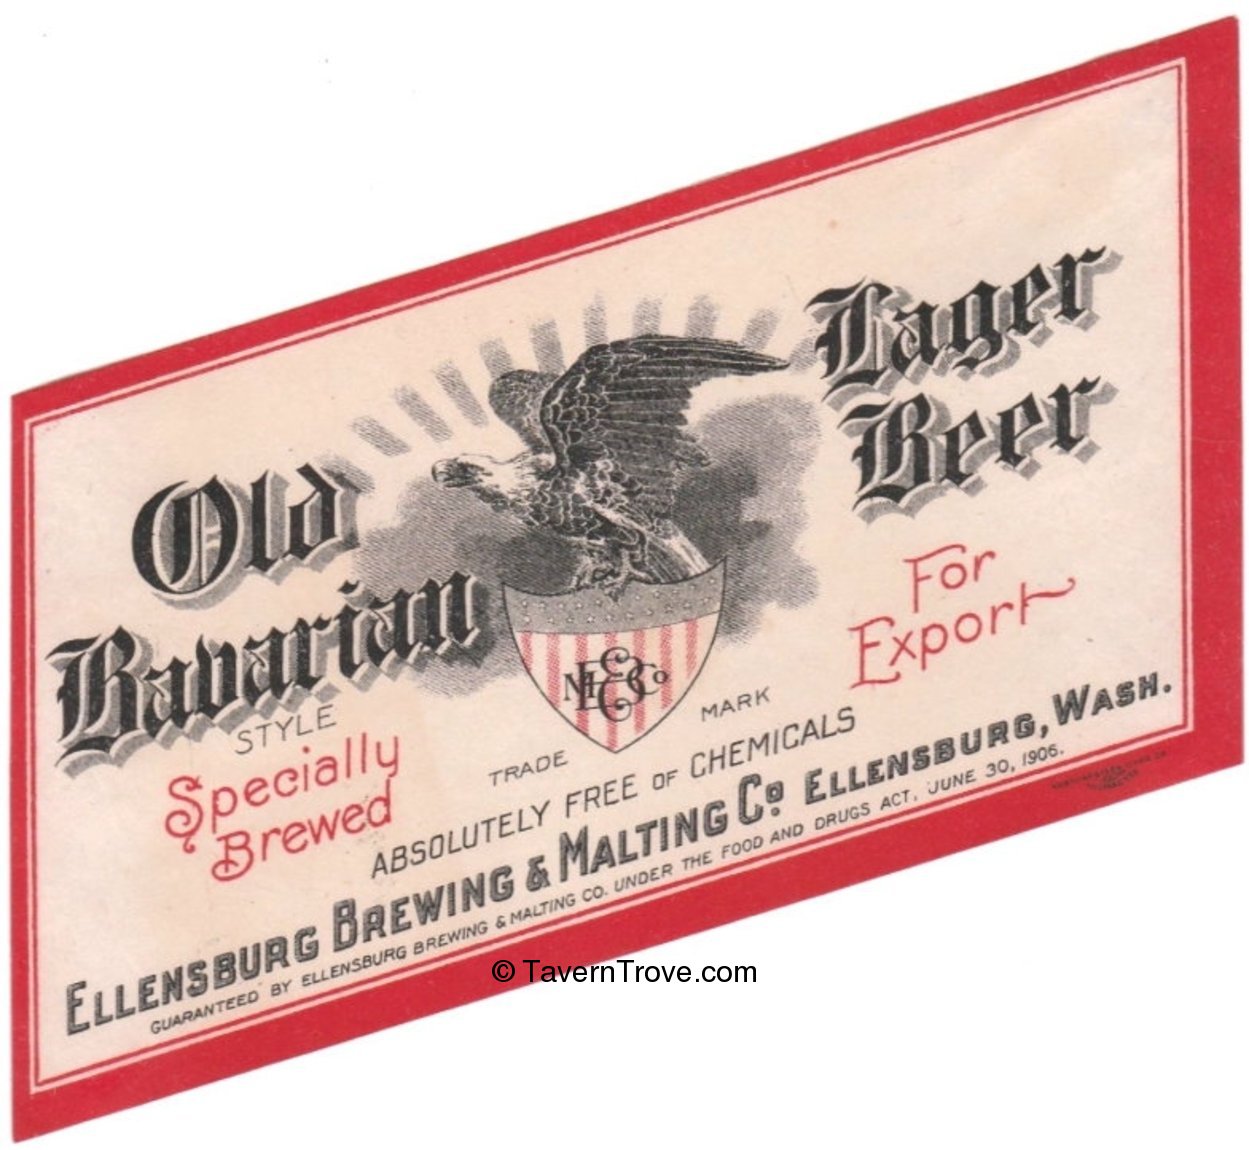 Old
Bavarian
STYLE
Lager
Beer
Specially
Brewed
For
Export
TRADE MARK
ABSOLUTELY FREE OF CHEMICALS
ELLENSBURG BREWING & MALTING Co ELLENSBURG, WASH.
GUARANTEED BY ELLENSBURG BREWING & MALTING CO. UNDER THE FOOD AND DRUGS ACT, JUNE 30, 1906.
© TavernTrove.com